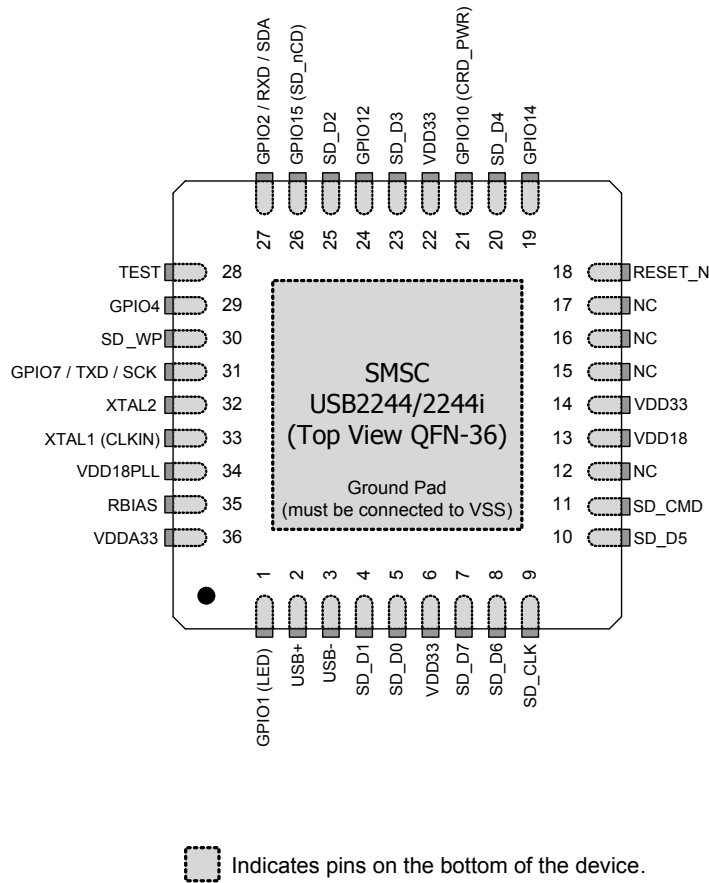 GPIO2 / RXD / SDA
GPIO15 (SD_nCD)
SD_D2
GPIO12
SD_D3
VDD33
GPIO10 (CRD_PWR)
SD_D4
GPIO14
27
26
25
24
23
22
21
20
19
TEST 28
GPIO4 29
SD_WP 30
GPIO7 / TXD / SCK 31
XTAL2 32
XTAL1 (CLKIN) 33
VDD18PLL 34
RBIAS 35
VDDA33 36
SMSC
USB2244/2244i
(Top View QFN-36)
Ground Pad
(must be connected to VSS)
18 RESET_N
17 NC
16 NC
15 NC
14 VDD33
13 VDD18
12 NC
11 SD_CMD
10 SD_D5
1
2
3
4
5
6
7
8
9
GPIO1 (LED)
USB+
USB-
SD_D1
SD_D0
VDD33
SD_D7
SD_D6
SD_CLK
Indicates pins on the bottom of the device.